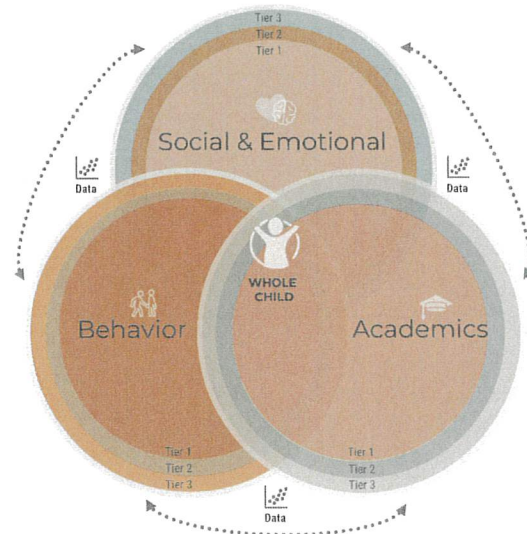 Tier 3
Tier 2
Tier 1
Social & Emotional
Data
Data
WHOLE
CHILD
Behavior
Academics
Tier 1
Tier 2
Tier 3
Tier 1
Tier 2
Tier 3
Data